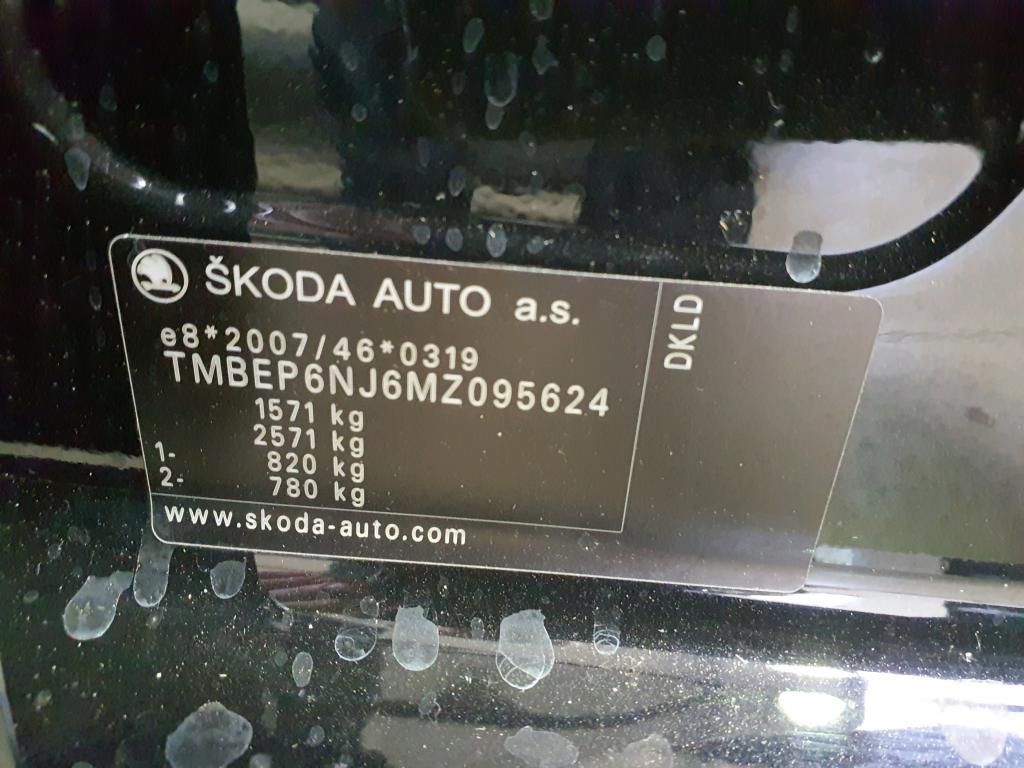 ŠKODA AUTO a.s.
e8*2007/46*0319
TMBEP6NJ6MZ095624
1571 kg
2571 kg
1- 820 kg
2- 780 kg
www.skoda-auto.com
DKLD